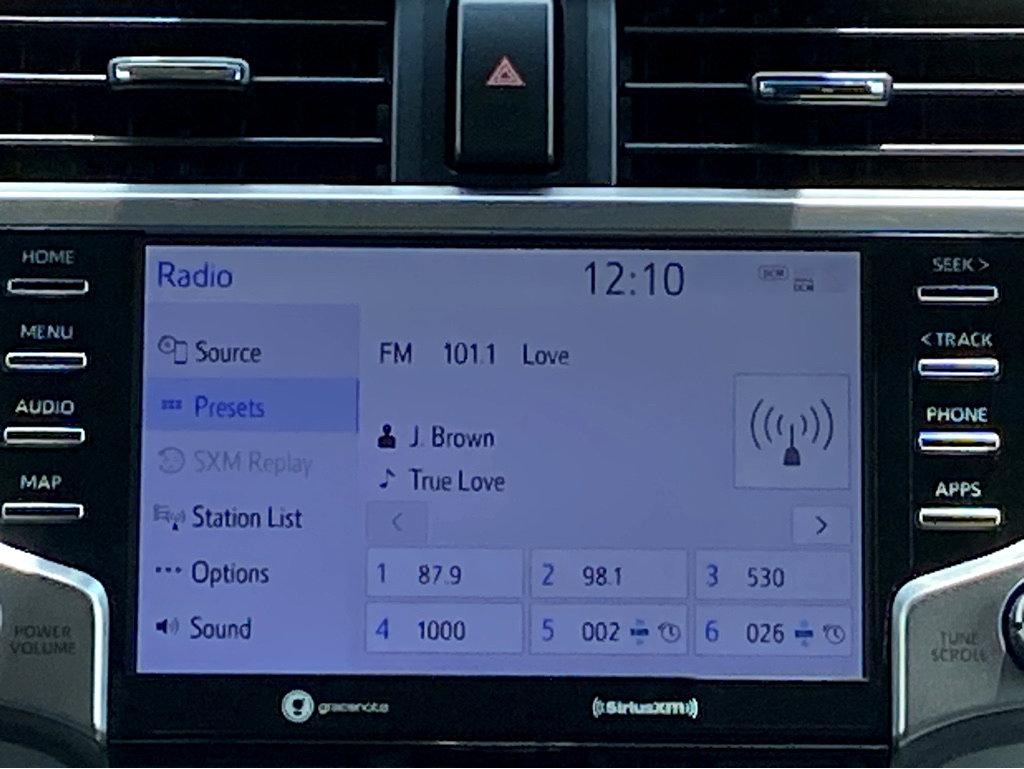 HOME
MENU
AUDIO
MAP
POWER
VOLUME
Radio
12:10
DCM
DCM
Source
Presets
SXM Replay
Station List
Options
Sound
FM 101.1 Love
J. Brown
True Love
<
>
1 87.9
2 98.1
3 530
4 1000
5 002
6 026
SEEK >
< TRACK
PHONE
APPS
TUNE
SCROLL
g gracenote
((SiriusXM))